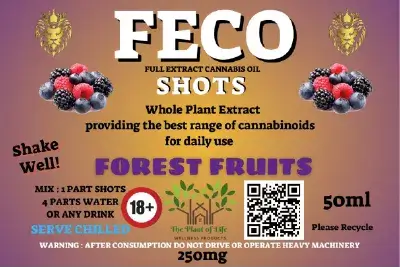 FECO
FULL EXTRACT CANNABIS OIL
SHOTS
Whole Plant Extract
providing the best range of cannabinoids
for daily use
Shake
Well!
FOREST FRUITS
MIX : 1 PART SHOTS
4 PARTS WATER
OR ANY DRINK
SERVE CHILLED
18+
The Plant of Life
WELLNESS PRODUCTS
50ml
Please Recycle
WARNING : AFTER CONSUMPTION DO NOT DRIVE OR OPERATE HEAVY MACHINERY
250mg